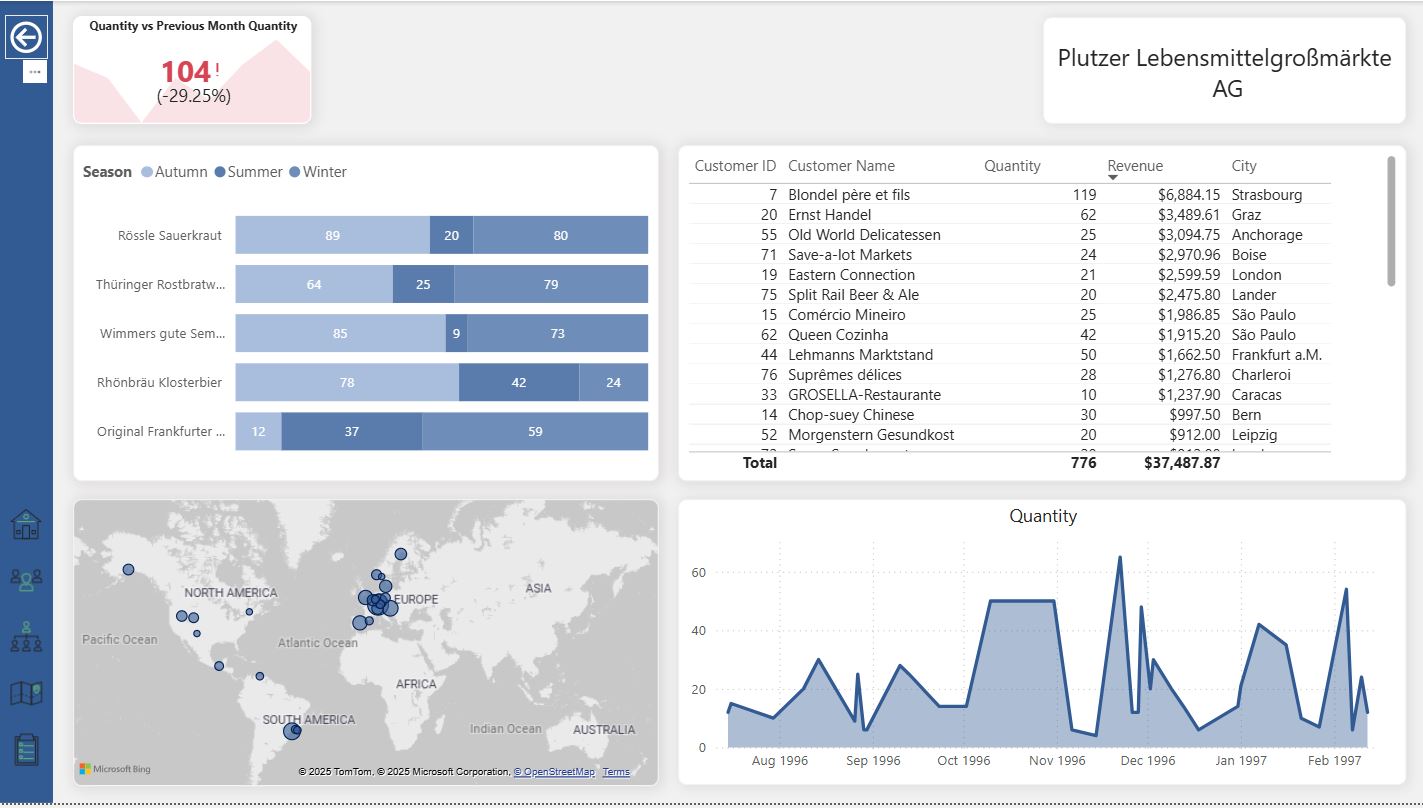 Quantity vs Previous Month Quantity
104!
(-29.25%)
Plutzer Lebensmittelgroßmärkte
AG
Season Autumn Summer Winter
Rössle Sauerkraut 89 20 80
Thüringer Rostbratw... 64 25 79
Wimmers gute Sem... 85 9 73
Rhönbräu Klosterbier 78 42 24
Original Frankfurter ... 12 37 59
Customer ID Customer Name Quantity Revenue City
7 Blondel père et fils 119 $6,884.15 Strasbourg
20 Ernst Handel 62 $3,489.61 Graz
55 Old World Delicatessen 25 $3,094.75 Anchorage
71 Save-a-lot Markets 24 $2,970.96 Boise
19 Eastern Connection 21 $2,599.59 London
75 Split Rail Beer & Ale 20 $2,475.80 Lander
15 Comércio Mineiro 25 $1,986.85 São Paulo
62 Queen Cozinha 42 $1,915.20 São Paulo
44 Lehmanns Marktstand 50 $1,662.50 Frankfurt a.M.
76 Suprêmes délices 28 $1,276.80 Charleroi
33 GROSELLA-Restaurante 10 $1,237.90 Caracas
14 Chop-suey Chinese 30 $997.50 Bern
52 Morgenstern Gesundkost 20 $912.00 Leipzig
Total 776 $37,487.87
NORTH AMERICA
EUROPE
ASIA
Pacific Ocean
Atlantic Ocean
AFRICA
SOUTH AMERICA
Indian Ocean
AUSTRALIA
Microsoft Bing
© 2025 TomTom, © 2025 Microsoft Corporation, © OpenStreetMap Terms
Quantity
60
40
20
0
Aug 1996 Sep 1996 Oct 1996 Nov 1996 Dec 1996 Jan 1997 Feb 1997